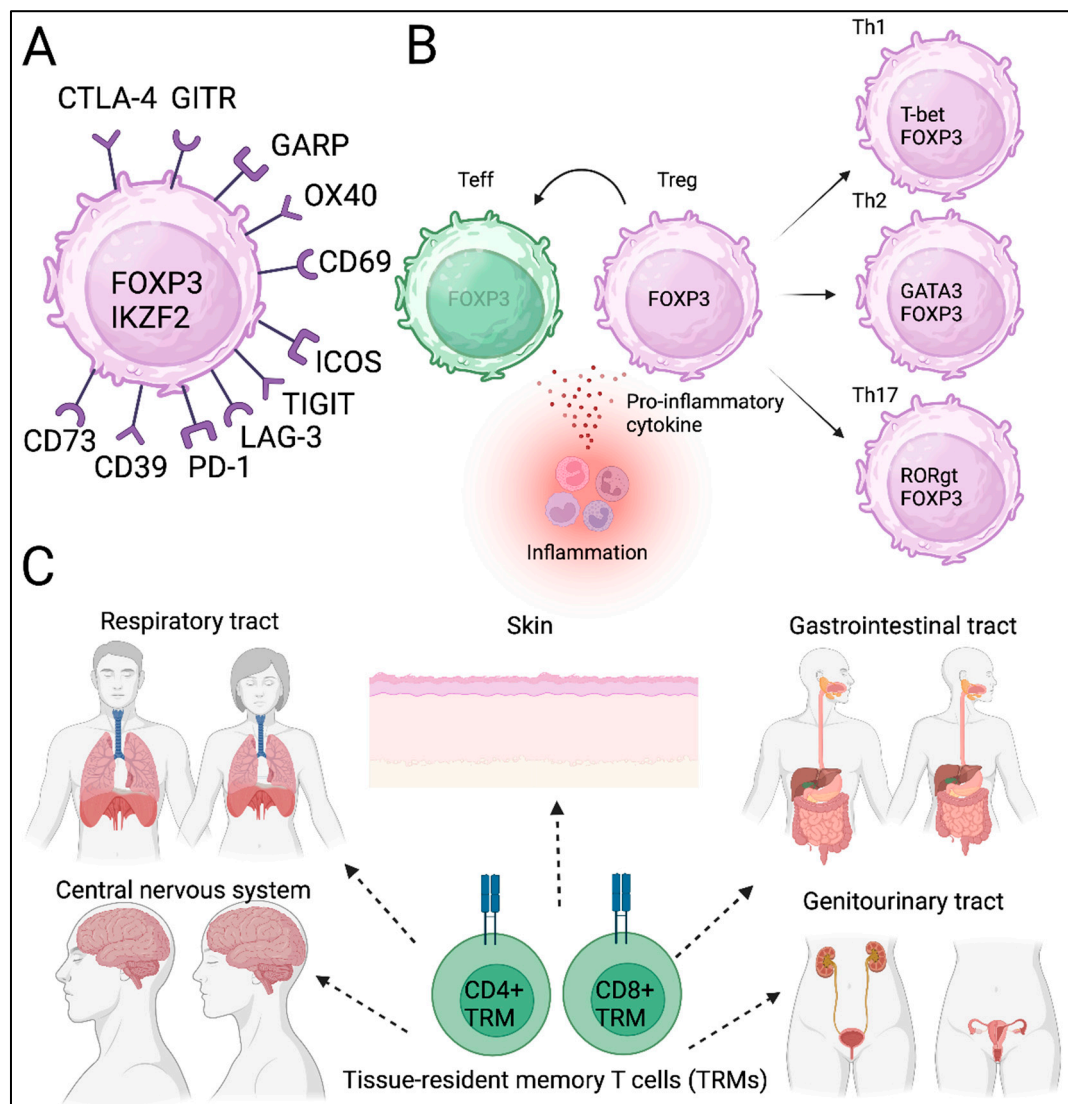 A
CTLA-4 GITR
GARP
OX40
CD69
ICOS
TIGIT
LAG-3
PD-1
CD39
CD73
FOXP3
IKZF2
B
Teff
Treg
FOXP3
FOXP3
Pro-inflammatory
cytokine
Inflammation
Th1
T-bet
FOXP3
Th2
GATA3
FOXP3
Th17
RORgt
FOXP3
C
Respiratory tract
Skin
Gastrointestinal tract
Central nervous system
Genitourinary tract
CD4+
TRM
CD8+
TRM
Tissue-resident memory T cells (TRMs)